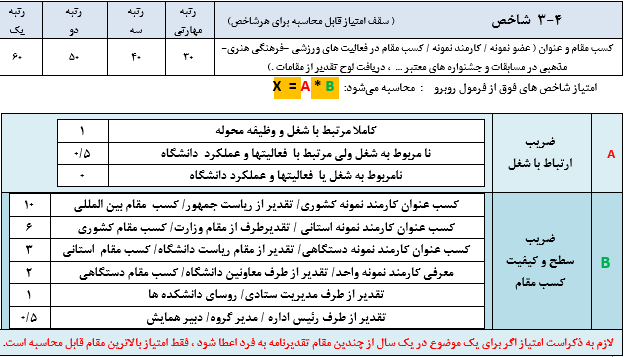 ۳-۴ شاخص (سقف امتیاز قابل محاسبه برای هرشخاص) رتبه مهارتی رتبه سه رتبه دو رتبه یک
کسب مقام و عنوان ( عضو نمونه / کارمند نمونه / کسب مقام در فعالیت های ورزشی -فرهنگی هنری- ۳۰ ۴۰ ۵۰ ۶۰
مذهبی در مسابقات و جشنواره های معتبر ... ، دریافت لوح تقدیر از مقامات .)
امتیاز شاخص های فوق از فرمول روبرو : محاسبه می‌شود: X =A* B
A
ضریب
ارتباط با شغل
کاملا مرتبط با شغل و وظیفه محوله ۱
نا مربوط به شغل ولی مرتبط با فعالیتها و عملکرد دانشگاه ۰/۵
نامربوط به شغل یا فعالیتها و عملکرد دانشگاه ۰
B
ضریب
سطح و کیفیت
کسب مقام
کسب عنوان کارمند نمونه کشوری/ تقدیر از ریاست جمهور/ کسب مقام بین المللی ۱۰
کسب عنوان کارمند نمونه استانی / تقدیرطرف از مقام وزارت/ کسب مقام کشوری ۶
کسب عنوان کارمند نمونه دستگاهی/ تقدیر از مقام ریاست دانشگاه/ کسب مقام استانی ۳
معرفی کارمند نمونه واحد/ تقدیر از طرف معاونین دانشگاه/ کسب مقام دستگاهی ۲
تقدیر از طرف مدیریت ستادی/ روسای دانشکده ها ۱
تقدیر از طرف رئیس اداره / مدیر گروه/ دبیر همایش ۰/۵
لازم به ذکراست امتیاز اگر برای یک موضوع در یک سال از چندین مقام تقدیرنامه به فرد اعطا شود ، فقط امتیاز بالاترین مقام قابل محاسبه است.